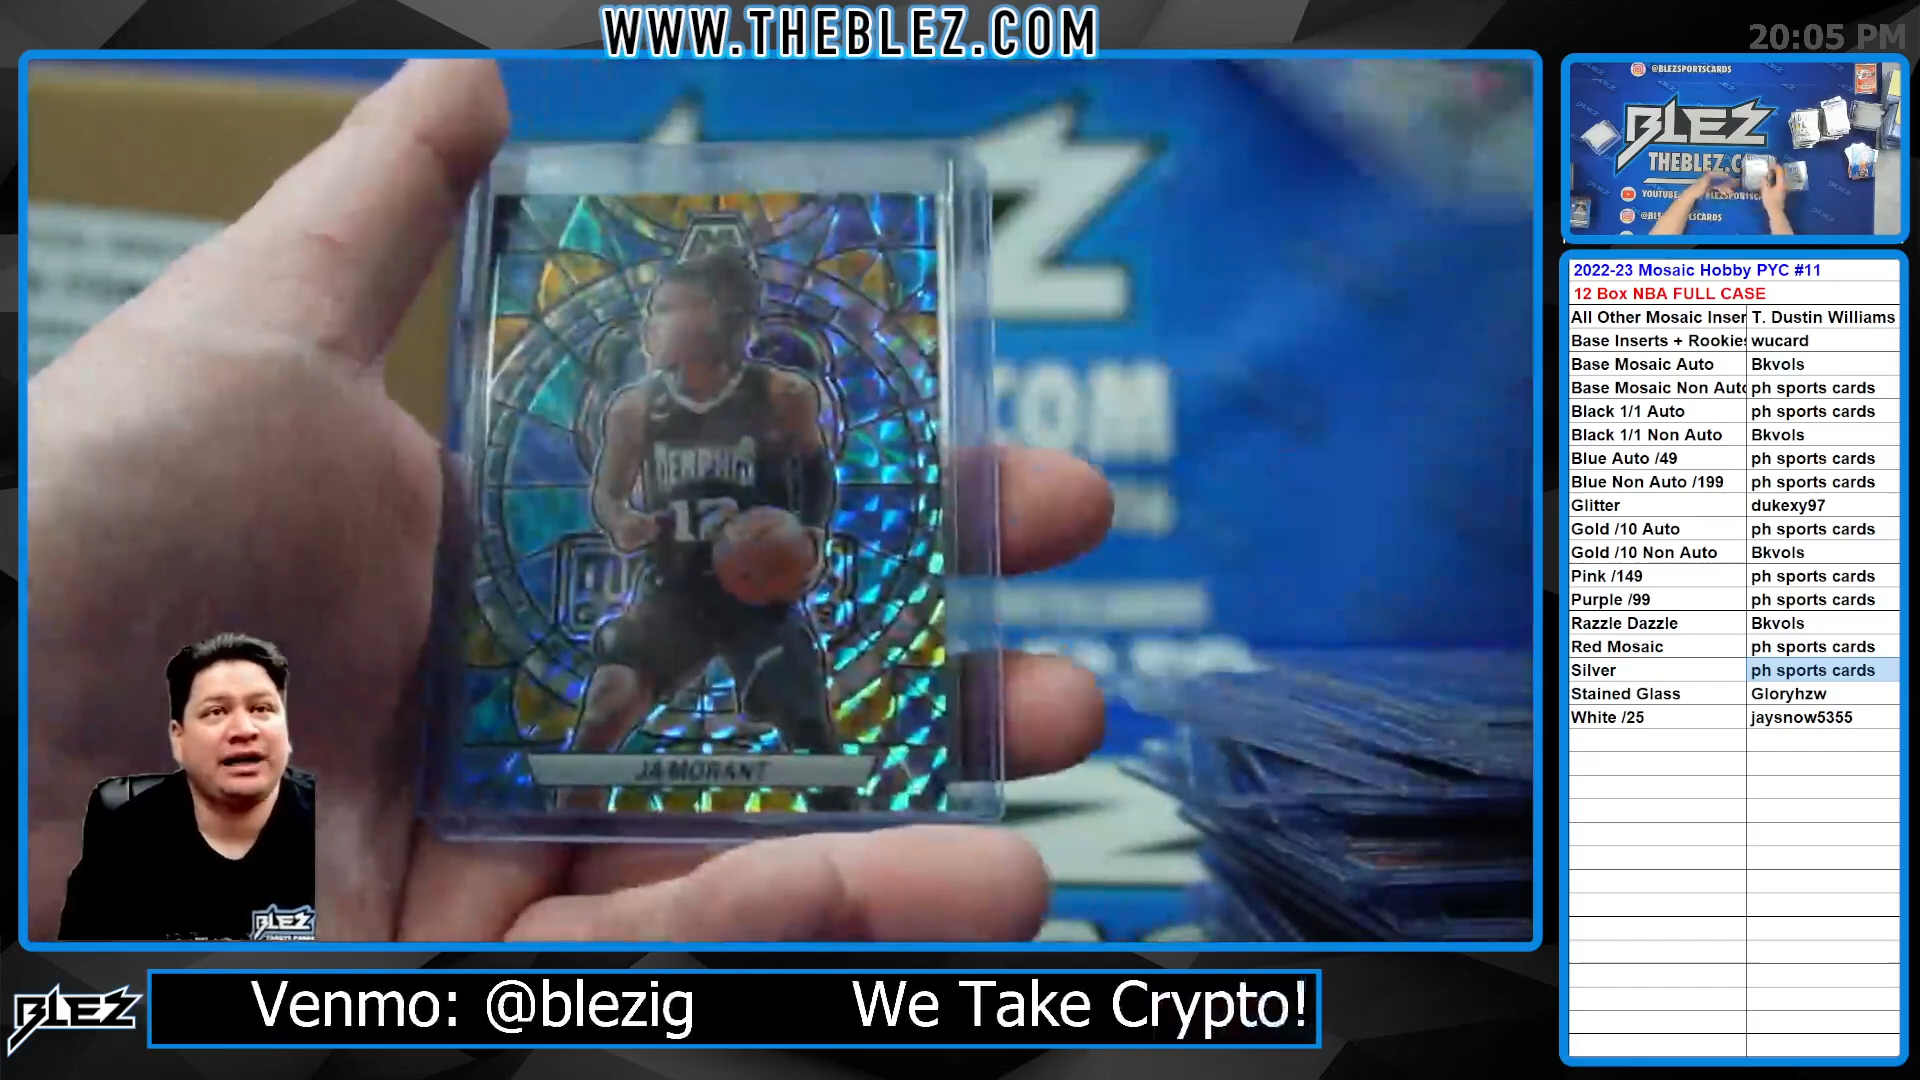 WWW.THEBLEZ.COM
20:05 PM
@BLEZSPORTSCARDS
BLEZ
THEBLEZ.C
YOUTUBE
2022-23 Mosaic Hobby PYC #11
12 Box NBA FULL CASE
All Other Mosaic Inser T. Dustin Williams
Base Inserts + Rookies wucard
Base Mosaic Auto Bkvols
Base Mosaic Non Auto ph sports cards
Black 1/1 Auto ph sports cards
Black 1/1 Non Auto Bkvols
Blue Auto /49 ph sports cards
Blue Non Auto /199 ph sports cards
Glitter dukexy97
Gold /10 Auto ph sports cards
Gold /10 Non Auto Bkvols
Pink /149 ph sports cards
Purple /99 ph sports cards
Razzle Dazzle Bkvols
Red Mosaic ph sports cards
Silver ph sports cards
Stained Glass Gloryhzw
White /25 jaysnow5355
Z
COM
MEMPHIS
12
JA MORANT
BLEZ
BLEZ
Venmo: @blezig We Take Crypto!